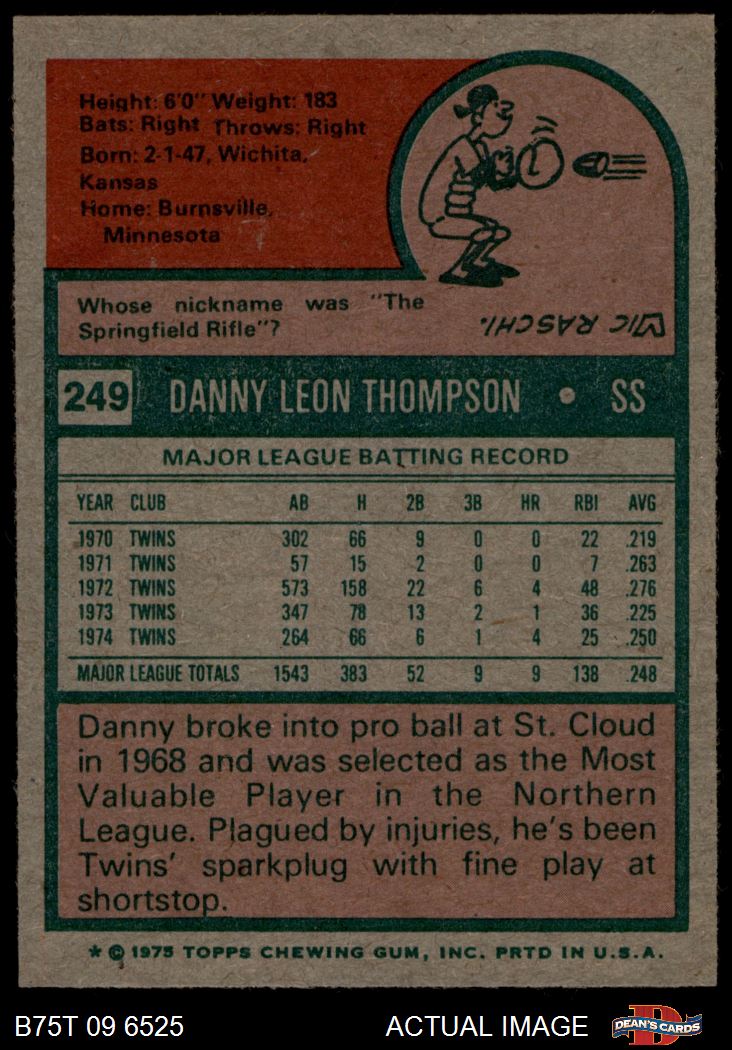 Height: 6'0" Weight: 183
Bats: Right Throws: Right
Born: 2-1-47, Wichita,
Kansas
Home: Burnsville,
Minnesota
Whose nickname was "The
Springfield Rifle"?
VIC RASCHI.
249 DANNY LEON THOMPSON • SS
MAJOR LEAGUE BATTING RECORD
YEAR CLUB AB H 2B 3B HR RBI AVG
1970 TWINS 302 66 9 0 0 22 .219
1971 TWINS 57 15 2 0 0 7 .263
1972 TWINS 573 158 22 6 4 48 .276
1973 TWINS 347 78 13 2 1 36 .225
1974 TWINS 264 66 6 1 4 25 .250
MAJOR LEAGUE TOTALS 1543 383 52 9 9 138 .248
Danny broke into pro ball at St. Cloud
in 1968 and was selected as the Most
Valuable Player in the Northern
League. Plagued by injuries, he's been
Twins' sparkplug with fine play at
shortstop.
* © 1975 TOPPS CHEWING GUM, INC. PRTD IN U.S.A.
B75T 09 6525 ACTUAL IMAGE D DEAN'S CARDS